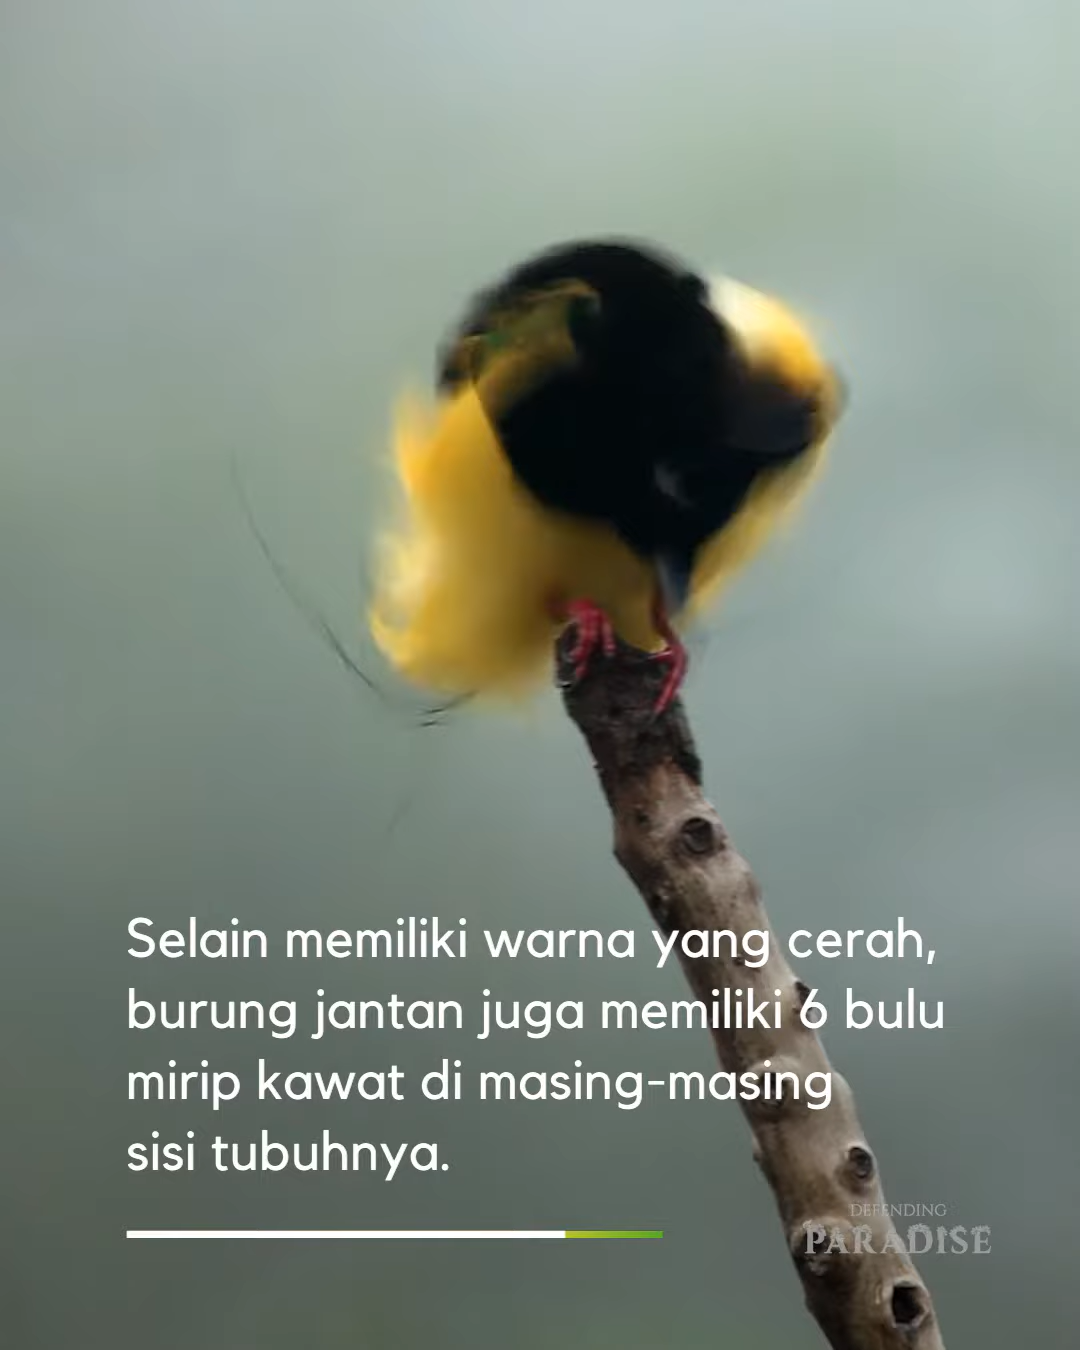 Selain memiliki warna yang cerah,
burung jantan juga memiliki 6 bulu
mirip kawat di masing-masing
sisi tubuhnya.
DEFENDING
PARADISE